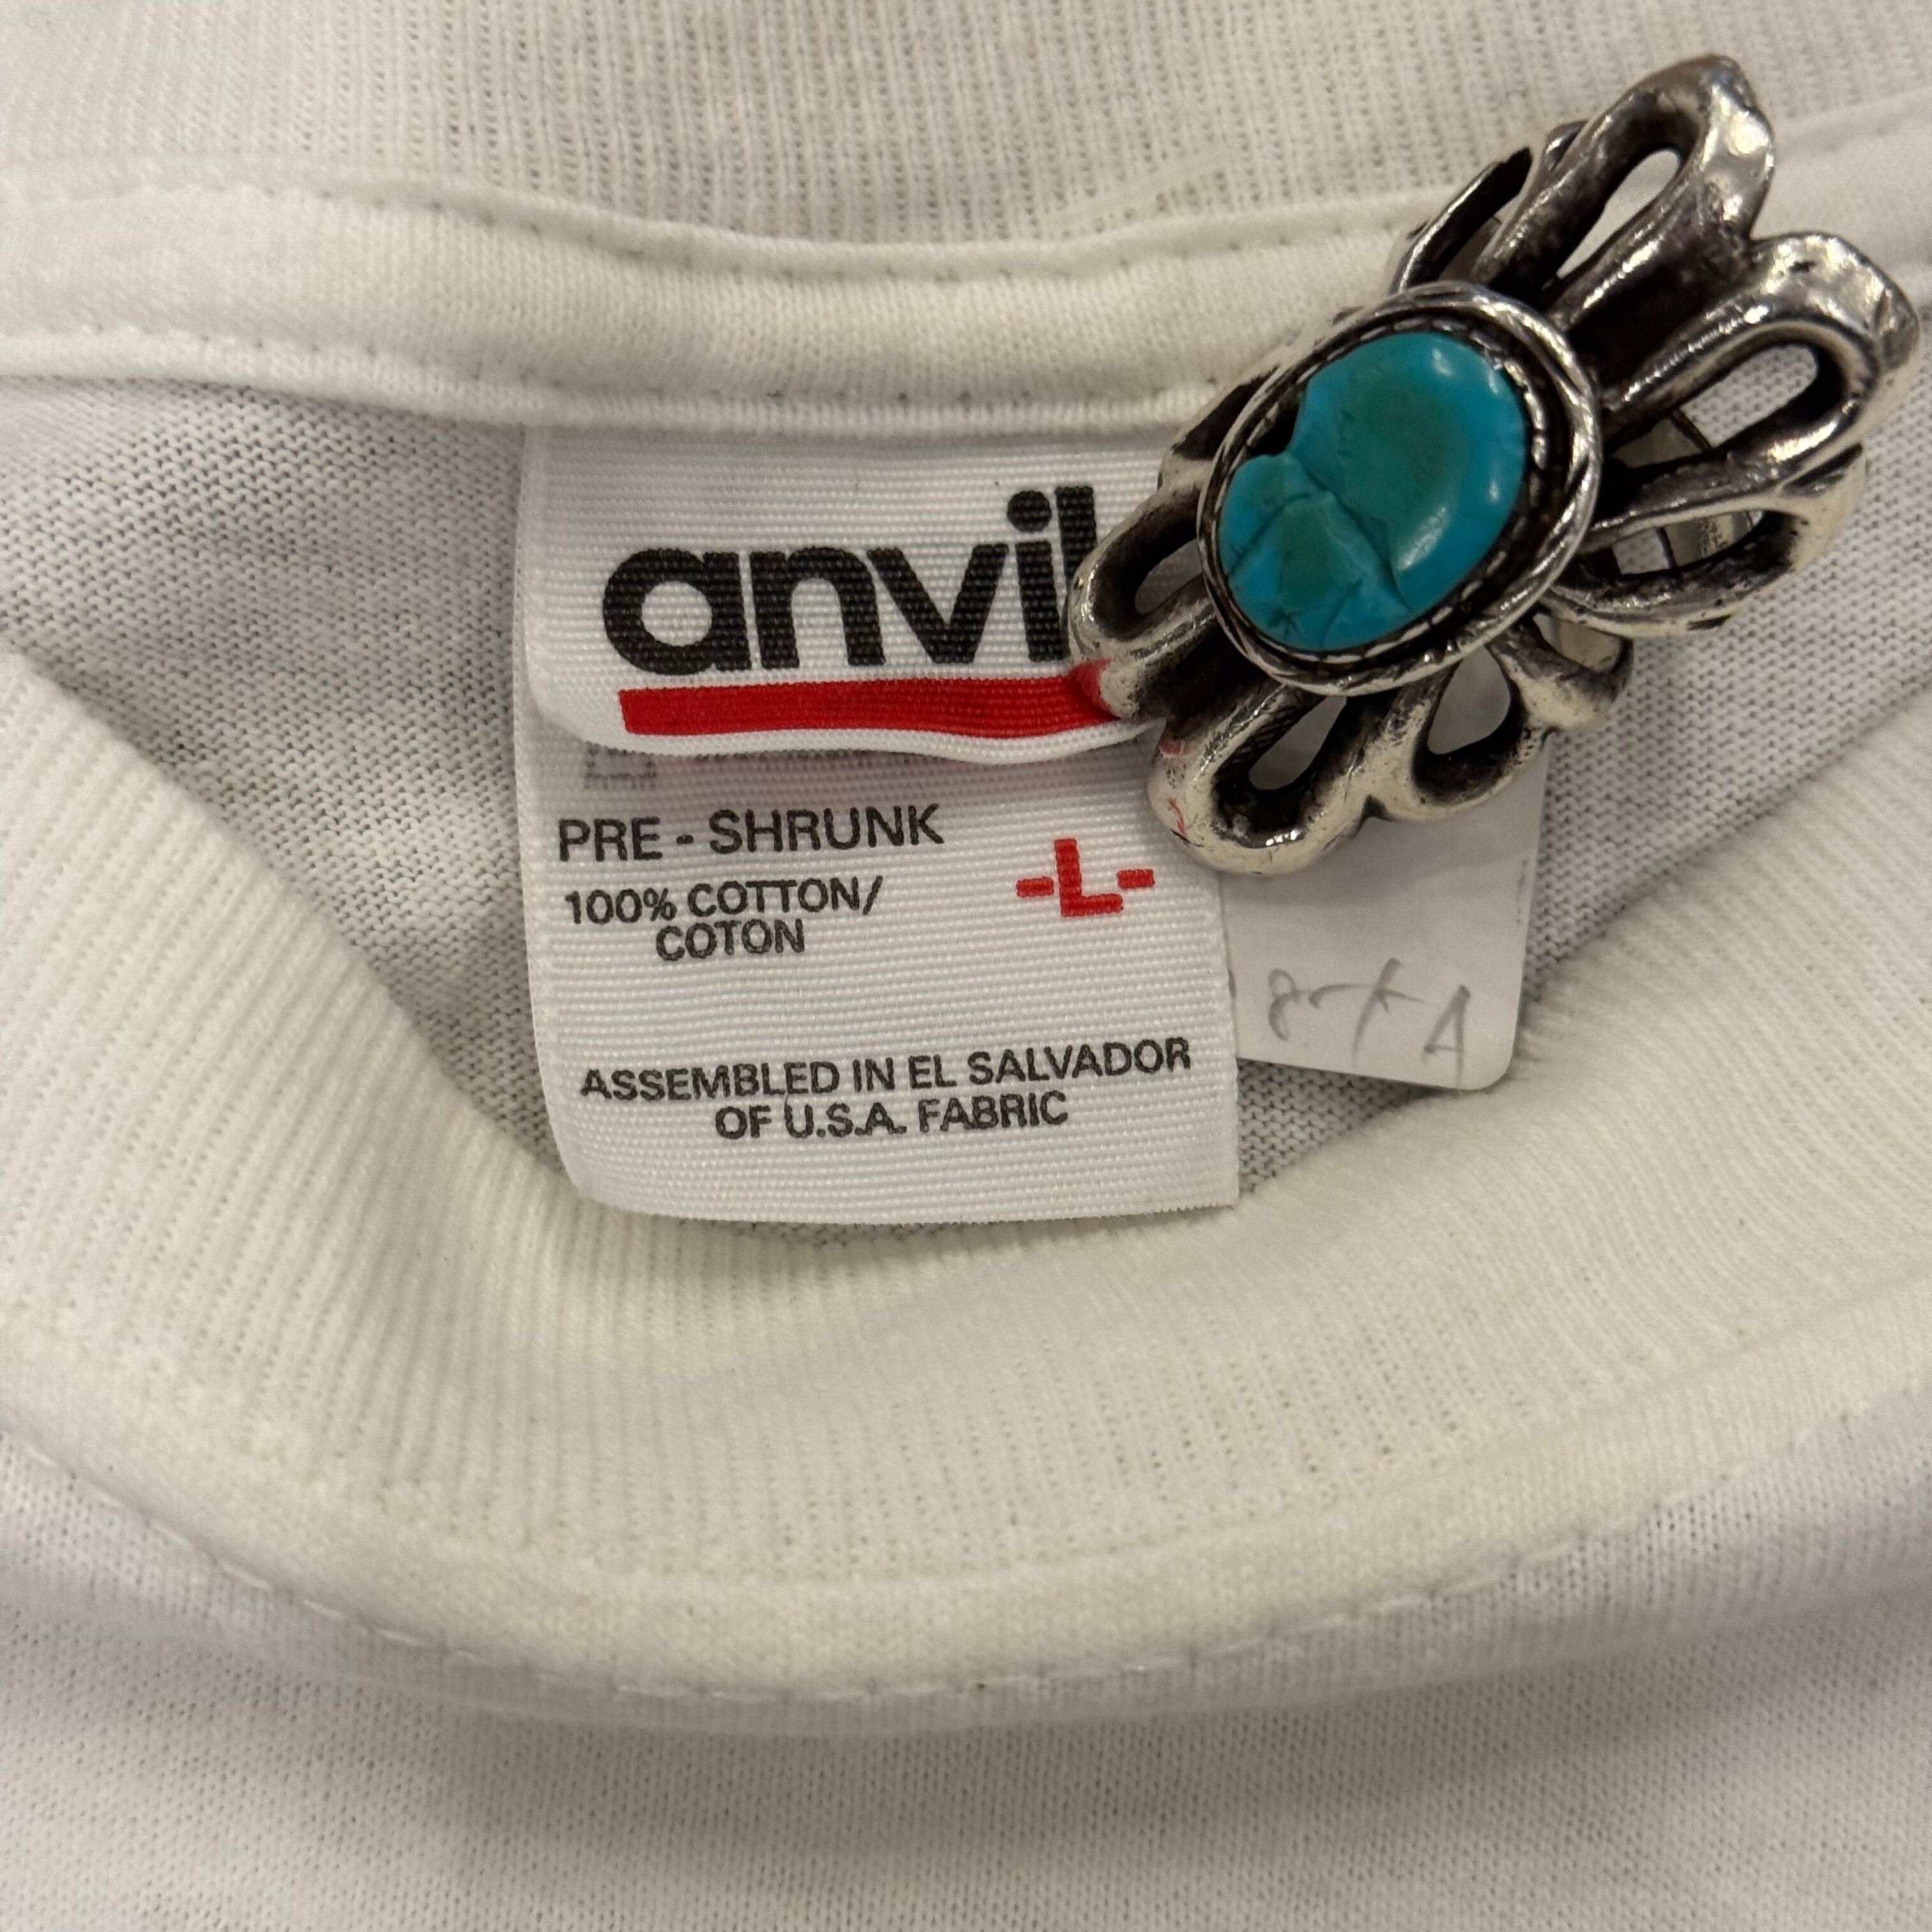 anvil
PRE - SHRUNK
-L-
100% COTTON/
COTON
ASSEMBLED IN EL SALVADOR
OF U.S.A. FABRIC